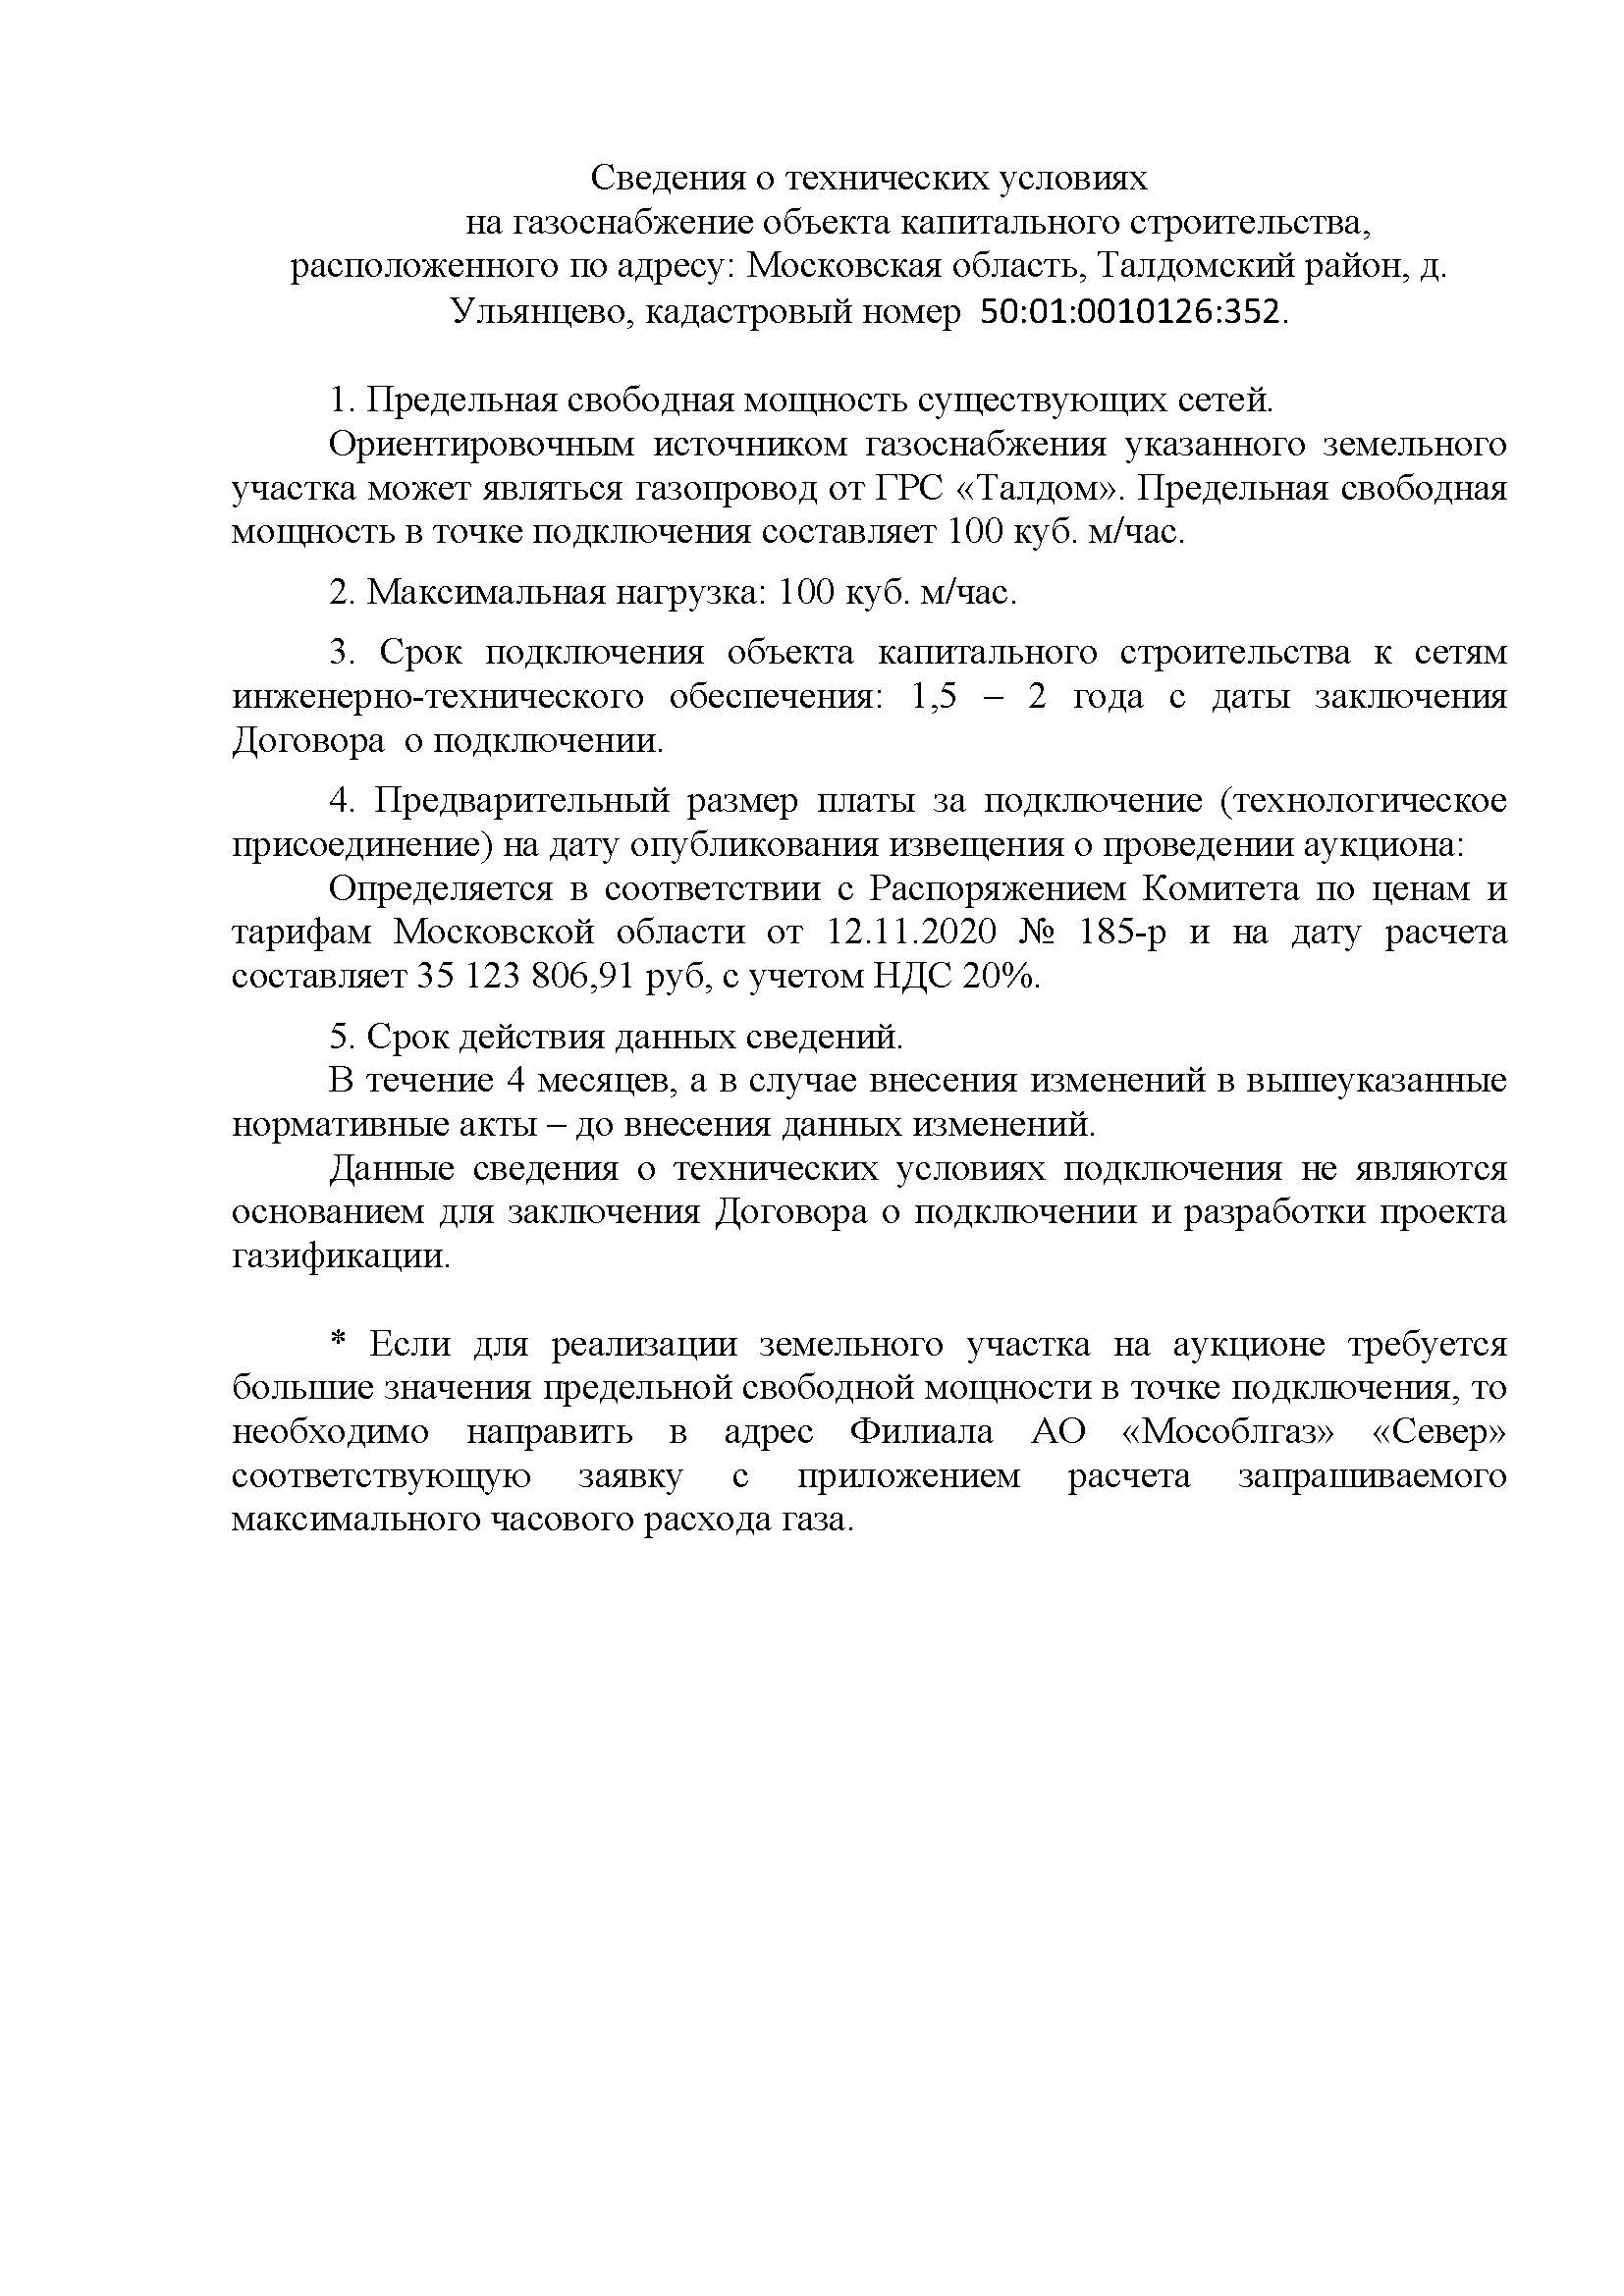 Сведения о технических условиях
на газоснабжение объекта капитального строительства,
расположенного по адресу: Московская область, Талдомский район, д.
Ульянцево, кадастровый номер  50:01:0010126:352.
1. Предельная свободная мощность существующих сетей.
Ориентировочным источником газоснабжения указанного земельного
участка может являться газопровод от ГРС «Талдом». Предельная свободная
мощность в точке подключения составляет 100 куб. м/час.
2. Максимальная нагрузка: 100 куб. м/час.
3. Срок подключения объекта капитального строительства к сетям
инженерно-технического обеспечения: 1,5 – 2 года с даты заключения
Договора  о подключении.
4. Предварительный размер платы за подключение (технологическое
присоединение) на дату опубликования извещения о проведении аукциона:
Определяется в соответствии с Распоряжением Комитета по ценам и
тарифам Московской области от 12.11.2020 № 185-р и на дату расчета
составляет 35 123 806,91 руб, с учетом НДС 20%.
5. Срок действия данных сведений.
В течение 4 месяцев, а в случае внесения изменений в вышеуказанные
нормативные акты – до внесения данных изменений.
Данные сведения о технических условиях подключения не являются
основанием для заключения Договора о подключении и разработки проекта
газификации.
* Если для реализации земельного участка на аукционе требуется
большие значения предельной свободной мощности в точке подключения, то
необходимо направить в адрес Филиала АО «Мособлгаз» «Север»
соответствующую заявку с приложением расчета запрашиваемого
максимального часового расхода газа.